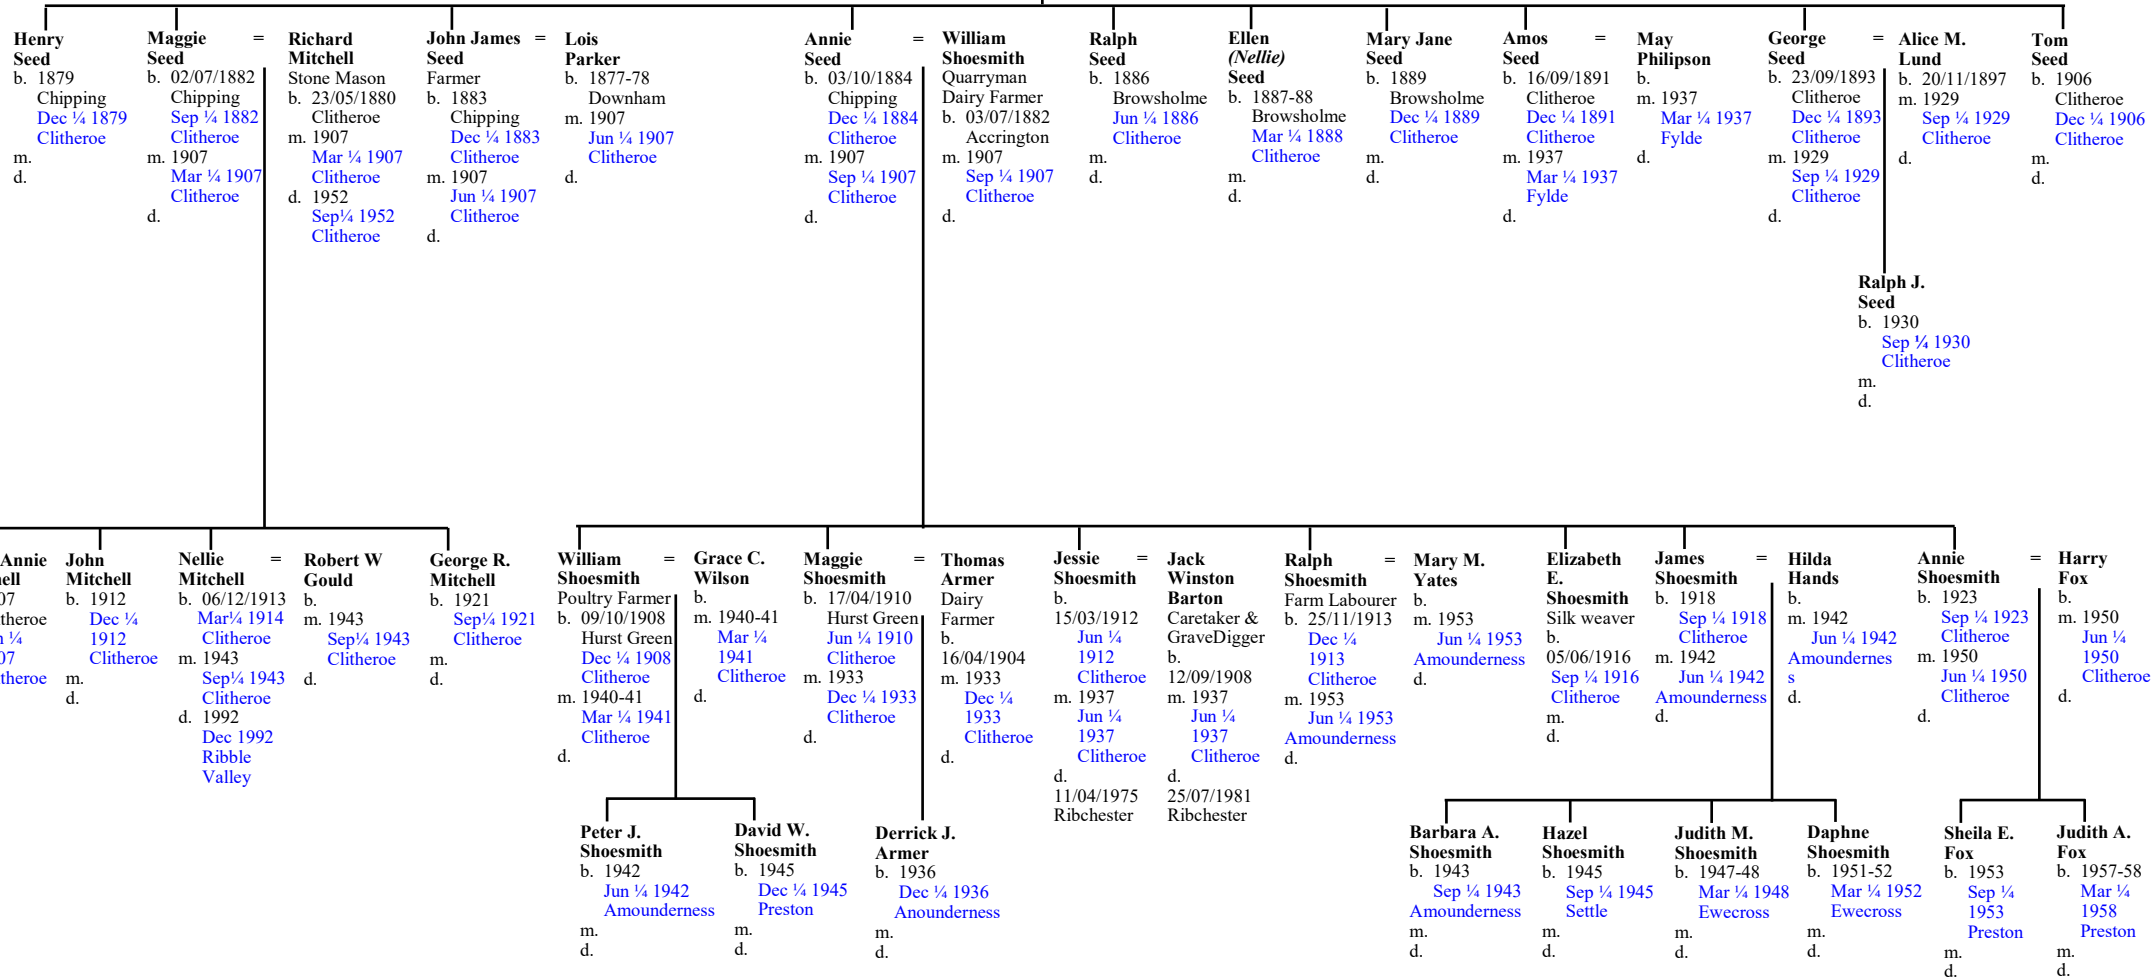 Henry
Seed
b. 1879
Chipping
Dec ¼ 1879
Clitheroe
m.
d.
Maggie =
Seed
b. 02/07/1882
Chipping
Sep ¼ 1882
Clitheroe
m. 1907
Mar ¼ 1907
Clitheroe
d.
Richard
Mitchell
Stone Mason
b. 23/05/1880
Clitheroe
m. 1907
Mar ¼ 1907
Clitheroe
d. 1952
Sep¼ 1952
Clitheroe
John James =
Seed
Farmer
b. 1883
Chipping
Dec ¼ 1883
Clitheroe
m. 1907
Jun ¼ 1907
Clitheroe
d.
Lois
Parker
b. 1877-78
Downham
m. 1907
Jun ¼ 1907
Clitheroe
d.
Annie =
Seed
b. 03/10/1884
Chipping
Dec ¼ 1884
Clitheroe
m. 1907
Sep ¼ 1907
Clitheroe
d.
William
Shoesmith
Quarryman
Dairy Farmer
b. 03/07/1882
Accrington
m. 1907
Sep ¼ 1907
Clitheroe
d.
Ralph
Seed
b. 1886
Browsholme
Jun ¼ 1886
Clitheroe
m.
d.
Ellen
(Nellie)
Seed
b. 1887-88
Browsholme
Mar ¼ 1888
Clitheroe
m.
d.
Mary Jane
Seed
b. 1889
Browsholme
Dec ¼ 1889
Clitheroe
m.
d.
Amos =
Seed
b. 16/09/1891
Clitheroe
Dec ¼ 1891
Clitheroe
m. 1937
Mar ¼ 1937
Fylde
d.
May
Philipson
b.
m. 1937
Mar ¼ 1937
Fylde
d.
George =
Seed
b. 23/09/1893
Clitheroe
Dec ¼ 1893
Clitheroe
m. 1929
Sep ¼ 1929
Clitheroe
d.
Alice M.
Lund
b. 20/11/1897
m. 1929
Sep ¼ 1929
Clitheroe
d.
Tom
Seed
b. 1906
Clitheroe
Dec ¼ 1906
Clitheroe
m.
d.
Ralph J.
Seed
b. 1930
Sep ¼ 1930
Clitheroe
m.
d.
Annie
ell
07
theroe
n ¼
07
theroe
John
Mitchell
b. 1912
Dec ¼
1912
Clitheroe
m.
d.
Nellie =
Mitchell
b. 06/12/1913
Mar¼ 1914
Clitheroe
m. 1943
Sep¼ 1943
Clitheroe
d. 1992
Dec 1992
Ribble
Valley
Robert W
Gould
b.
m. 1943
Sep¼ 1943
Clitheroe
d.
George R.
Mitchell
b. 1921
Sep¼ 1921
Clitheroe
m.
d.
William =
Shoesmith
Poultry Farmer
b. 09/10/1908
Hurst Green
Dec ¼ 1908
Clitheroe
m. 1940-41
Mar ¼ 1941
Clitheroe
d.
Grace C.
Wilson
b.
m. 1940-41
Mar ¼
1941
Clitheroe
d.
Maggie =
Shoesmith
b. 17/04/1910
Hurst Green
Jun ¼ 1910
Clitheroe
m. 1933
Dec ¼ 1933
Clitheroe
d.
Thomas
Armer
Dairy
Farmer
b.
16/04/1904
m. 1933
Dec ¼
1933
Clitheroe
d.
Jessie =
Shoesmith
b.
15/03/1912
Jun ¼
1912
Clitheroe
m. 1937
Jun ¼
1937
Clitheroe
d.
11/04/1975
Ribchester
Jack
Winston
Barton
Caretaker &
GraveDigger
b.
12/09/1908
m. 1937
Jun ¼
1937
Clitheroe
d.
25/07/1981
Ribchester
Ralph =
Shoesmith
Farm Labourer
b. 25/11/1913
Dec ¼
1913
Clitheroe
m. 1953
Jun ¼ 1953
Amounderness
d.
Mary M.
Yates
b.
m. 1953
Jun ¼ 1953
Amounderness
d.
Elizabeth
E.
Shoesmith
Silk weaver
b.
05/06/1916
Sep ¼ 1916
Clitheroe
m.
d.
James =
Shoesmith
b. 1918
Sep ¼ 1918
Clitheroe
m. 1942
Jun ¼ 1942
Amounderness
d.
Hilda
Hands
b.
m. 1942
Jun ¼ 1942
Amoundernes
s
d.
Annie =
Shoesmith
b. 1923
Sep ¼ 1923
Clitheroe
m. 1950
Jun ¼ 1950
Clitheroe
d.
Harry
Fox
b.
m. 1950
Jun ¼
1950
Clitheroe
d.
Peter J.
Shoesmith
b. 1942
Jun ¼ 1942
Amounderness
m.
d.
David W.
Shoesmith
b. 1945
Dec ¼ 1945
Preston
m.
d.
Derrick J.
Armer
b. 1936
Dec ¼ 1936
Anounderness
m.
d.
Barbara A.
Shoesmith
b. 1943
Sep ¼ 1943
Amounderness
m.
d.
Hazel
Shoesmith
b. 1945
Sep ¼ 1945
Settle
m.
d.
Judith M.
Shoesmith
b. 1947-48
Mar ¼ 1948
Ewecross
m.
d.
Daphne
Shoesmith
b. 1951-52
Mar ¼ 1952
Ewecross
m.
d.
Sheila E.
Fox
b. 1953
Sep ¼
1953
Preston
m.
d.
Judith A.
Fox
b. 1957-58
Mar ¼
1958
Preston
m.
d.